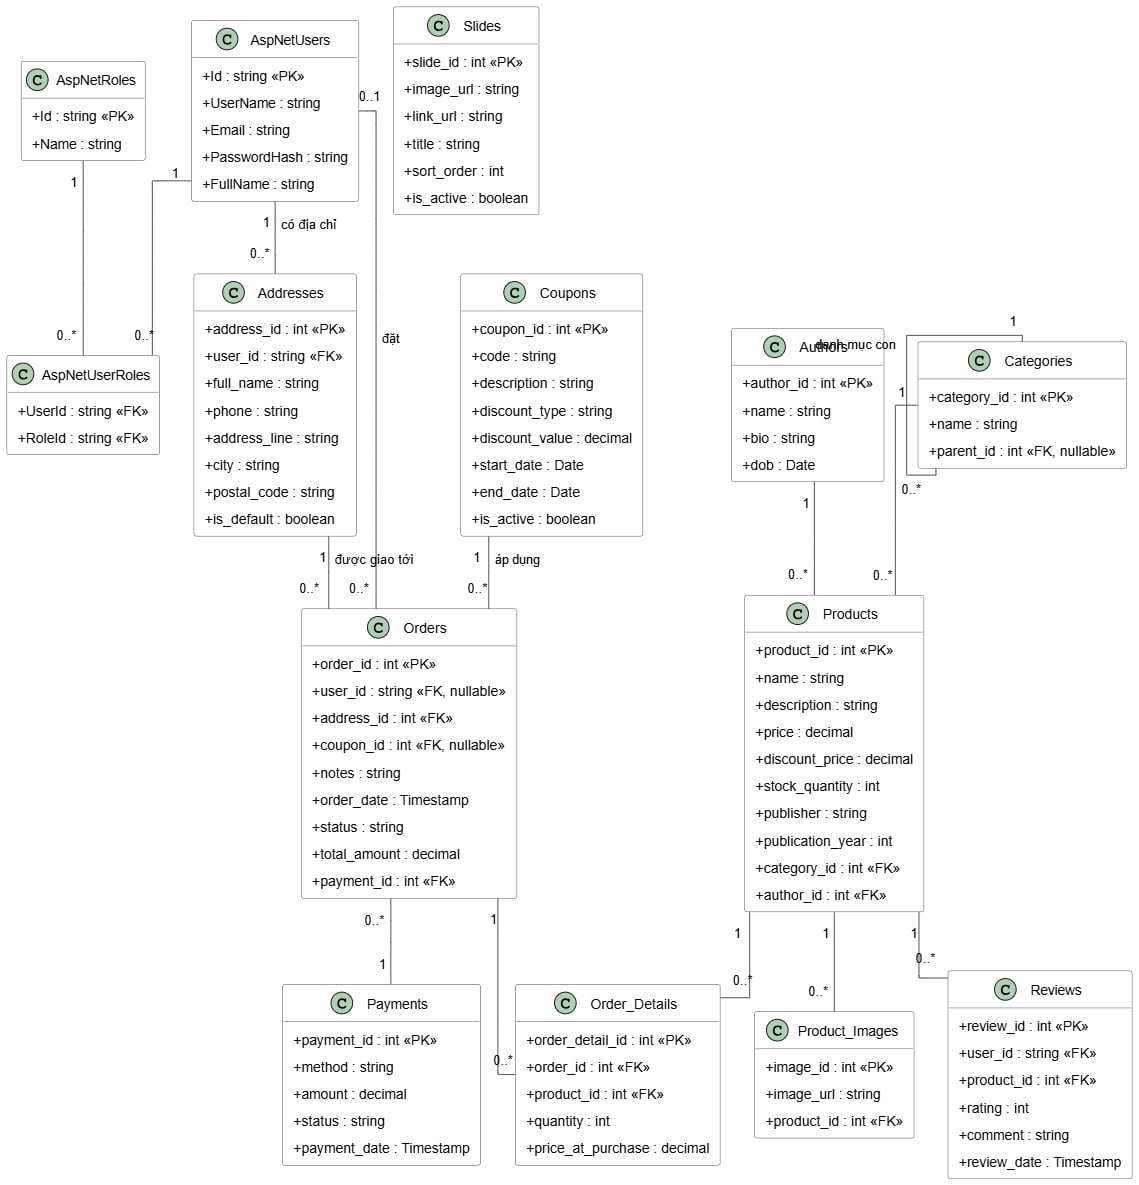 C AspNetRoles
+Id : string «PK»
+Name : string
C AspNetUsers
+Id : string «PK»
+UserName : string
+Email : string
+PasswordHash : string
+FullName : string
C Slides
+slide_id : int «PK»
+image_url : string
+link_url : string
+title : string
+sort_order : int
+is_active : boolean
1
0..*
1
0..*
C AspNetUserRoles
+UserId : string «FK»
+RoleId : string «FK»
1
có địa chỉ
0..*
0..1
đặt
0..*
C Addresses
+address_id : int «PK»
+user_id : string «FK»
+full_name : string
+phone : string
+address_line : string
+city : string
+postal_code : string
+is_default : boolean
C Coupons
+coupon_id : int «PK»
+code : string
+description : string
+discount_type : string
+discount_value : decimal
+start_date : Date
+end_date : Date
+is_active : boolean
C Authors
+author_id : int «PK»
+name : string
+bio : string
+dob : Date
danh mục con
1
0..*
C Categories
+category_id : int «PK»
+name : string
+parent_id : int «FK, nullable»
1
được giao tới
0..*
1
áp dụng
0..*
1
0..*
1
0..*
C Orders
+order_id : int «PK»
+user_id : string «FK, nullable»
+address_id : int «FK»
+coupon_id : int «FK, nullable»
+notes : string
+order_date : Timestamp
+status : string
+total_amount : decimal
+payment_id : int «FK»
C Products
+product_id : int «PK»
+name : string
+description : string
+price : decimal
+discount_price : decimal
+stock_quantity : int
+publisher : string
+publication_year : int
+category_id : int «FK»
+author_id : int «FK»
0..*
1
1
0..*
1
0..*
1
0..*
1
0..*
C Payments
+payment_id : int «PK»
+method : string
+amount : decimal
+status : string
+payment_date : Timestamp
C Order_Details
+order_detail_id : int «PK»
+order_id : int «FK»
+product_id : int «FK»
+quantity : int
+price_at_purchase : decimal
C Product_Images
+image_id : int «PK»
+image_url : string
+product_id : int «FK»
C Reviews
+review_id : int «PK»
+user_id : string «FK»
+product_id : int «FK»
+rating : int
+comment : string
+review_date : Timestamp